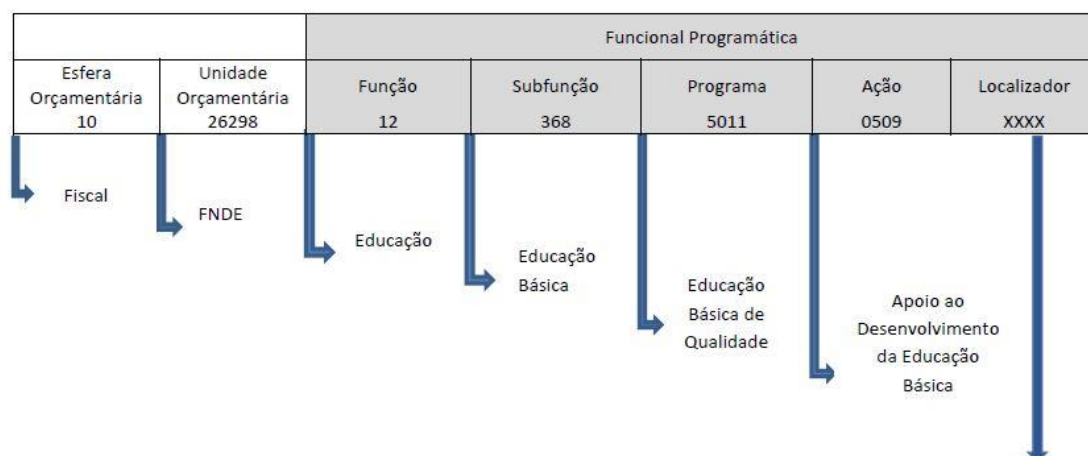 Funcional Programática
Esfera
Orçamentária
10
Unidade
Orçamentária
26298
Função
12
Subfunção
368
Programa
5011
Ação
0509
Localizador
XXXX
Fiscal
FNDE
Educação
Educação
Básica
Educação
Básica de
Qualidade
Apoio ao
Desenvolvimento
da Educação
Básica